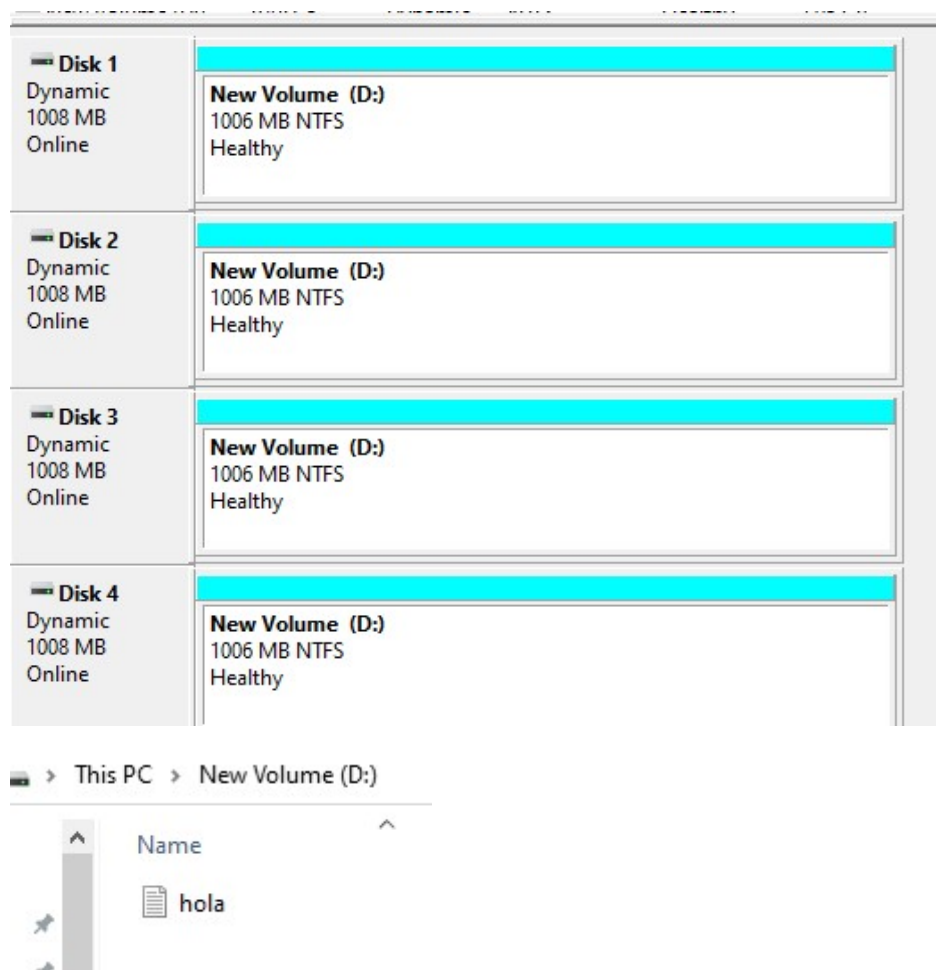 Disk 1
Dynamic
1008 MB
Online
New Volume (D:)
1006 MB NTFS
Healthy
Disk 2
Dynamic
1008 MB
Online
New Volume (D:)
1006 MB NTFS
Healthy
Disk 3
Dynamic
1008 MB
Online
New Volume (D:)
1006 MB NTFS
Healthy
Disk 4
Dynamic
1008 MB
Online
New Volume (D:)
1006 MB NTFS
Healthy
> This PC > New Volume (D:)
Name
hola